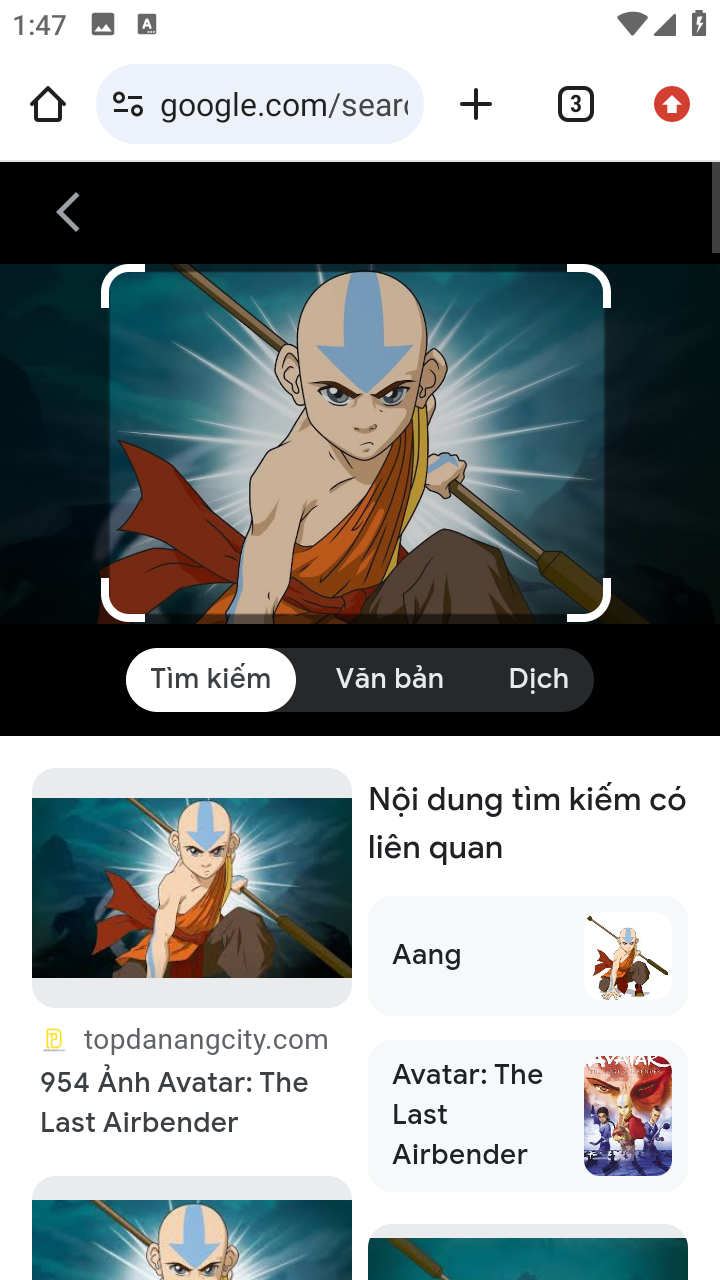 1:47
google.com/sear
3
Tìm kiếm
Văn bản
Dịch
topdanangcity.com
954 Ảnh Avatar: The
Last Airbender
Nội dung tìm kiếm có
liên quan
Aang
Avatar: The
Last
Airbender
AVATAR